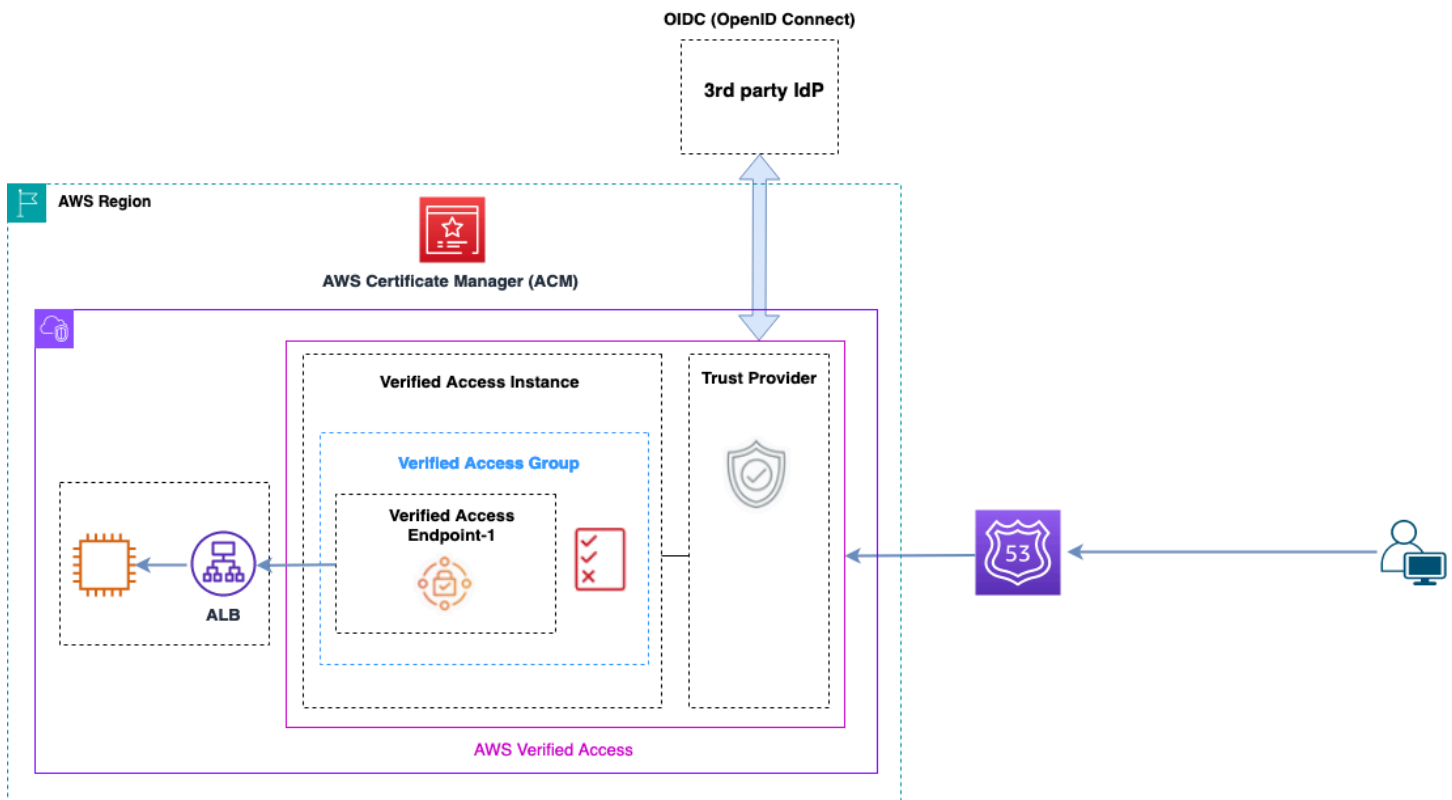 OIDC (OpenID Connect)
3rd party IdP
AWS Region
AWS Certificate Manager (ACM)
Verified Access Instance
Trust Provider
Verified Access Group
Verified Access
Endpoint-1
53
ALB
AWS Verified Access